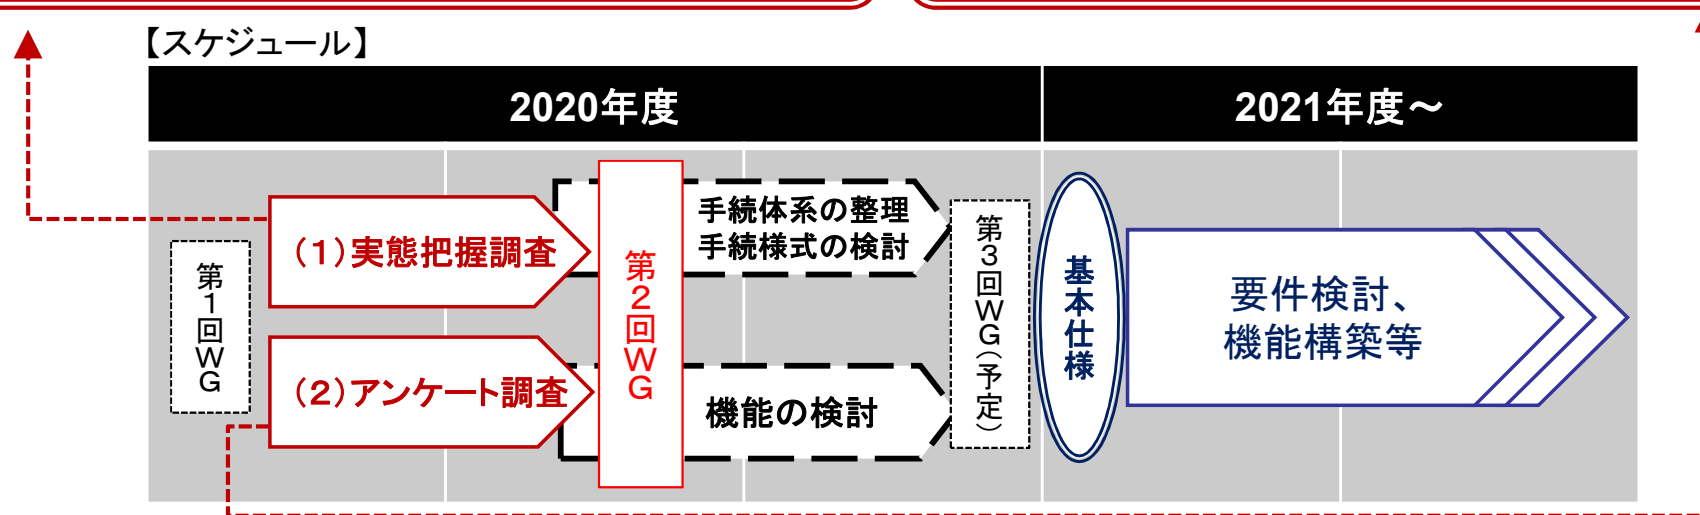 【スケジュール】
2020年度
2021年度～
第1回WG
(1)実態把握調査
(2)アンケート調査
第2回WG
手続体系の整理
手続様式の検討
機能の検討
第3回WG(予定)
基本仕様
要件検討、
機能構築等